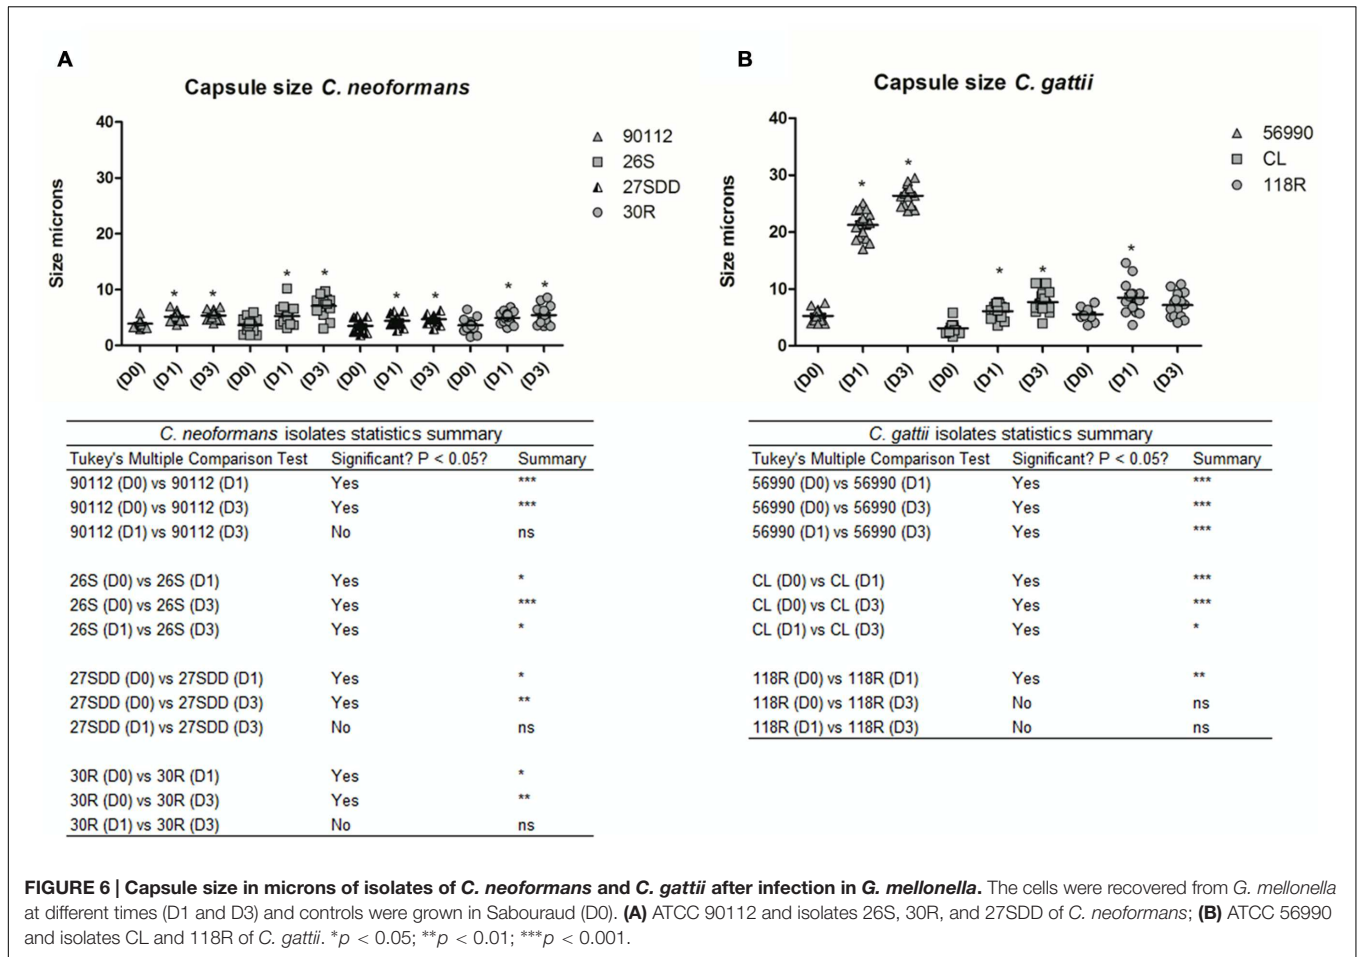 A
Capsule size C. neoformans
Size microns
40
30
20
10
0
* * * * * * * *
(D0) (D1) (D3) (D0) (D1) (D3) (D0) (D1) (D3) (D0) (D1) (D3)
90112
26S
27SDD
30R
B
Capsule size C. gattii
Size microns
40
30
20
10
0
* * * * *
(D0) (D1) (D3) (D0) (D1) (D3) (D0) (D1) (D3)
56990
CL
118R
C. neoformans isolates statistics summary
Tukey's Multiple Comparison Test Significant? P < 0.05? Summary
90112 (D0) vs 90112 (D1) Yes ***
90112 (D0) vs 90112 (D3) Yes ***
90112 (D1) vs 90112 (D3) No ns
26S (D0) vs 26S (D1) Yes *
26S (D0) vs 26S (D3) Yes ***
26S (D1) vs 26S (D3) Yes *
27SDD (D0) vs 27SDD (D1) Yes *
27SDD (D0) vs 27SDD (D3) Yes **
27SDD (D1) vs 27SDD (D3) No ns
30R (D0) vs 30R (D1) Yes *
30R (D0) vs 30R (D3) Yes **
30R (D1) vs 30R (D3) No ns
C. gattii isolates statistics summary
Tukey's Multiple Comparison Test Significant? P < 0.05? Summary
56990 (D0) vs 56990 (D1) Yes ***
56990 (D0) vs 56990 (D3) Yes ***
56990 (D1) vs 56990 (D3) Yes ***
CL (D0) vs CL (D1) Yes ***
CL (D0) vs CL (D3) Yes ***
CL (D1) vs CL (D3) Yes *
118R (D0) vs 118R (D1) Yes **
118R (D0) vs 118R (D3) No ns
118R (D1) vs 118R (D3) No ns
FIGURE 6 | Capsule size in microns of isolates of C. neoformans and C. gattii after infection in G. mellonella. The cells were recovered from G. mellonella
at different times (D1 and D3) and controls were grown in Sabouraud (D0). (A) ATCC 90112 and isolates 26S, 30R, and 27SDD of C. neoformans; (B) ATCC 56990
and isolates CL and 118R of C. gattii. *p < 0.05; **p < 0.01; ***p < 0.001.